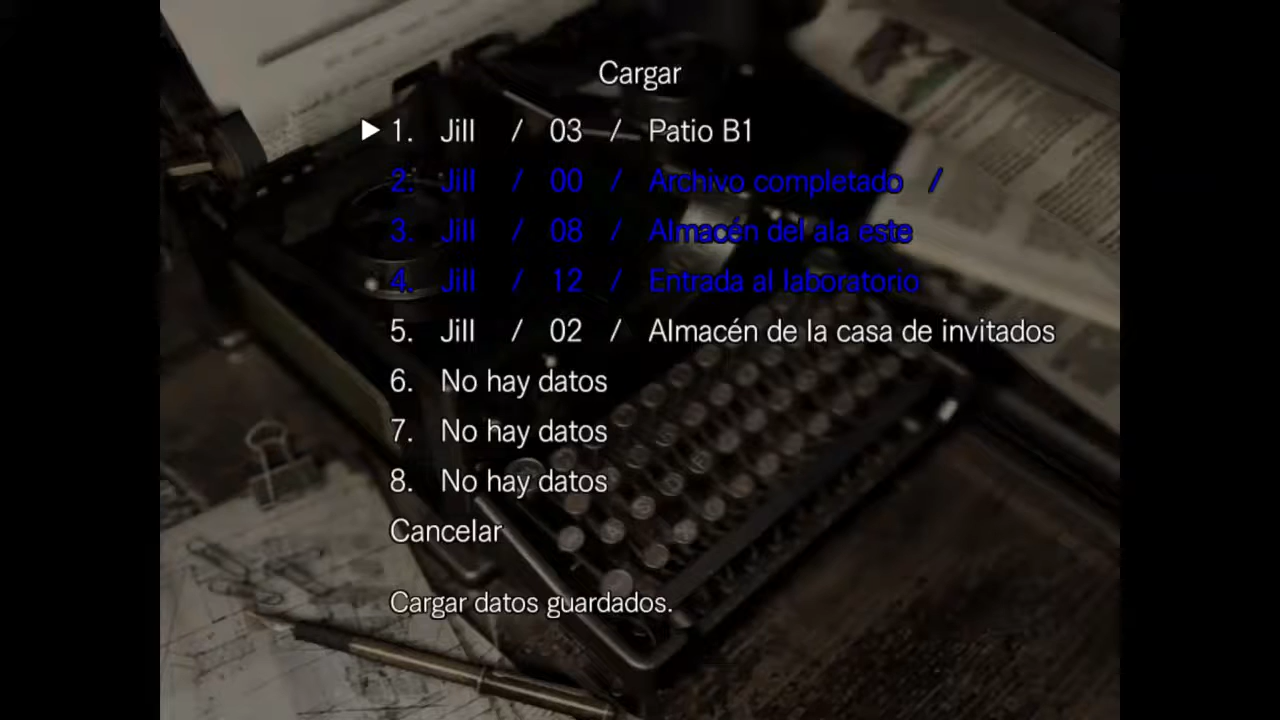 Cargar
1. Jill / 03 / Patio B1
2. Jill / 00 / Archivo completado /
3. Jill / 08 / Almacén del ala este
4. Jill / 12 / Entrada al laboratorio
5. Jill / 02 / Almacén de la casa de invitados
6. No hay datos
7. No hay datos
8. No hay datos
Cancelar
Cargar datos guardados.